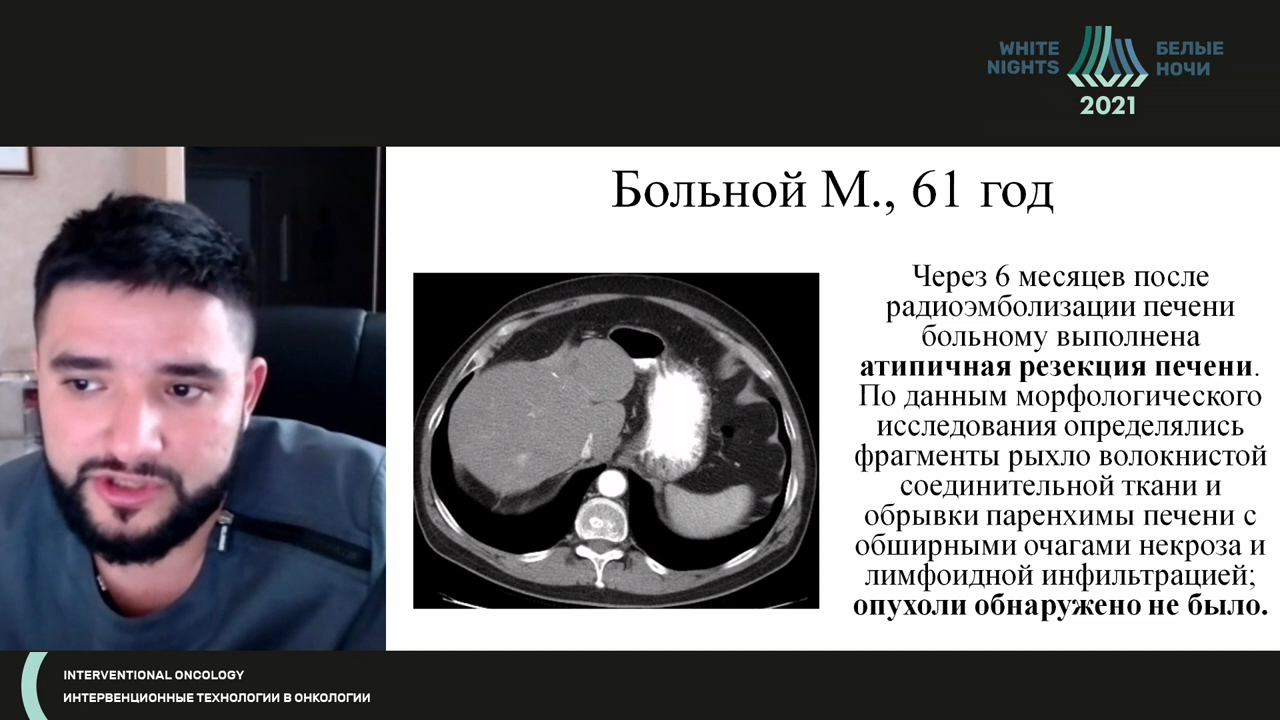 WHITE
NIGHTS
БЕЛЫЕ
НОЧИ
2021
Больной М., 61 год
Через 6 месяцев после
радиоэмболизации печени
больному выполнена
атипичная резекция печени.
По данным морфологического
исследования определялись
фрагменты рыхло волокнистой
соединительной ткани и
обрывки паренхимы печени с
обширными очагами некроза и
лимфоидной инфильтрацией;
опухоли обнаружено не было.
INTERVENTIONAL ONCOLOGY
ИНТЕРВЕНЦИОННЫЕ ТЕХНОЛОГИИ В ОНКОЛОГИИ